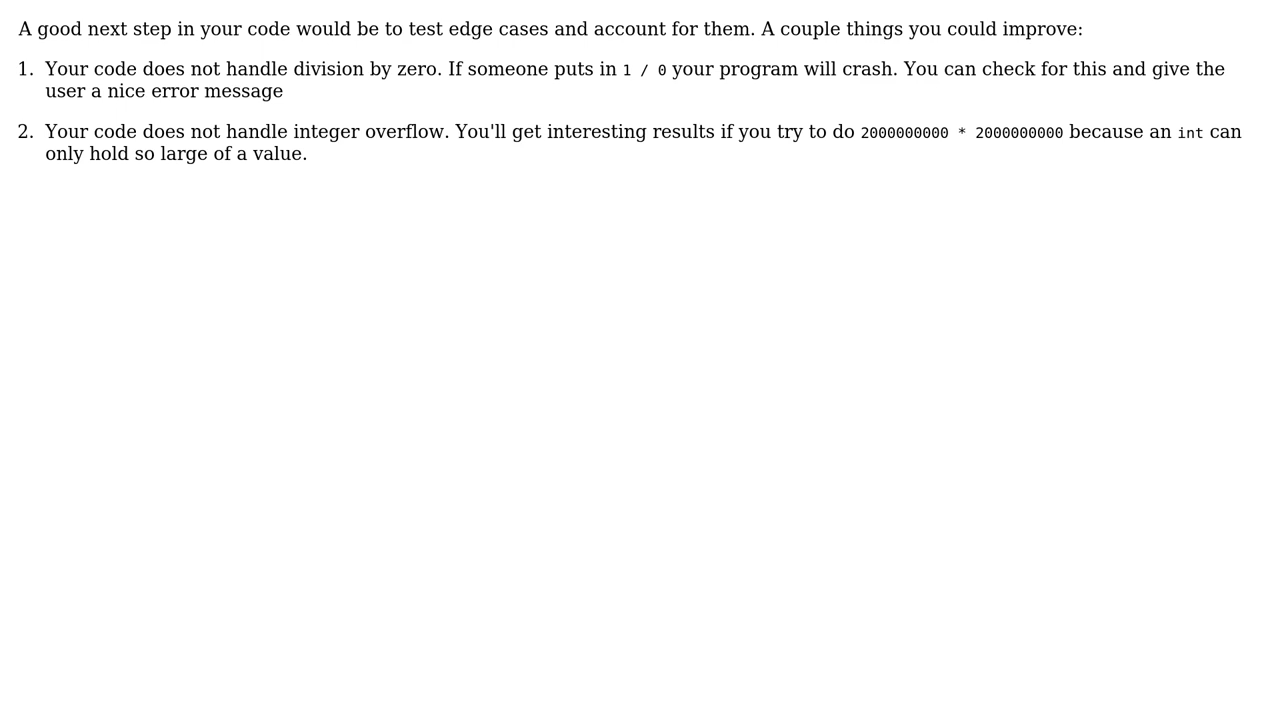 A good next step in your code would be to test edge cases and account for them. A couple things you could improve:
1. Your code does not handle division by zero. If someone puts in 1 / 0 your program will crash. You can check for this and give the
user a nice error message
2. Your code does not handle integer overflow. You'll get interesting results if you try to do 2000000000 * 2000000000 because an int can
only hold so large of a value.